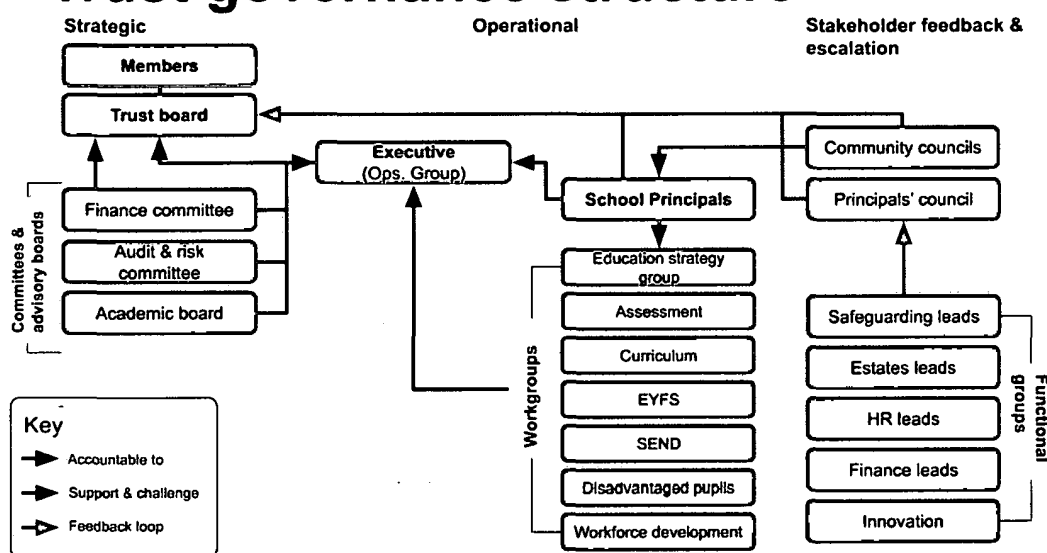 Trust governance structure
Strategic
Operational
Stakeholder feedback &
escalation
Members
Trust board
Executive
(Ops. Group)
Community councils
School Principals
Principals' council
Committees &
advisory boards
Finance committee
Audit & risk
committee
Academic board
Workgroups
Education strategy
group
Assessment
Curriculum
EYFS
SEND
Disadvantaged pupils
Workforce development
Safeguarding leads
Estates leads
HR leads
Finance leads
Innovation
Functional
groups
Key
Accountable to
Support & challenge
Feedback loop